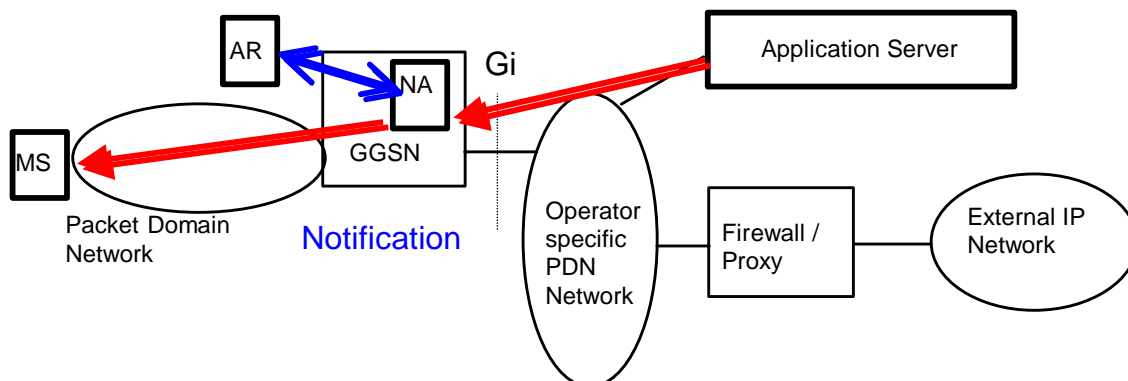 AR
Application Server
Gi
NA
GGSN
MS
Packet Domain
Network
Notification
Operator
specific
PDN
Network
Firewall /
Proxy
External IP
Network